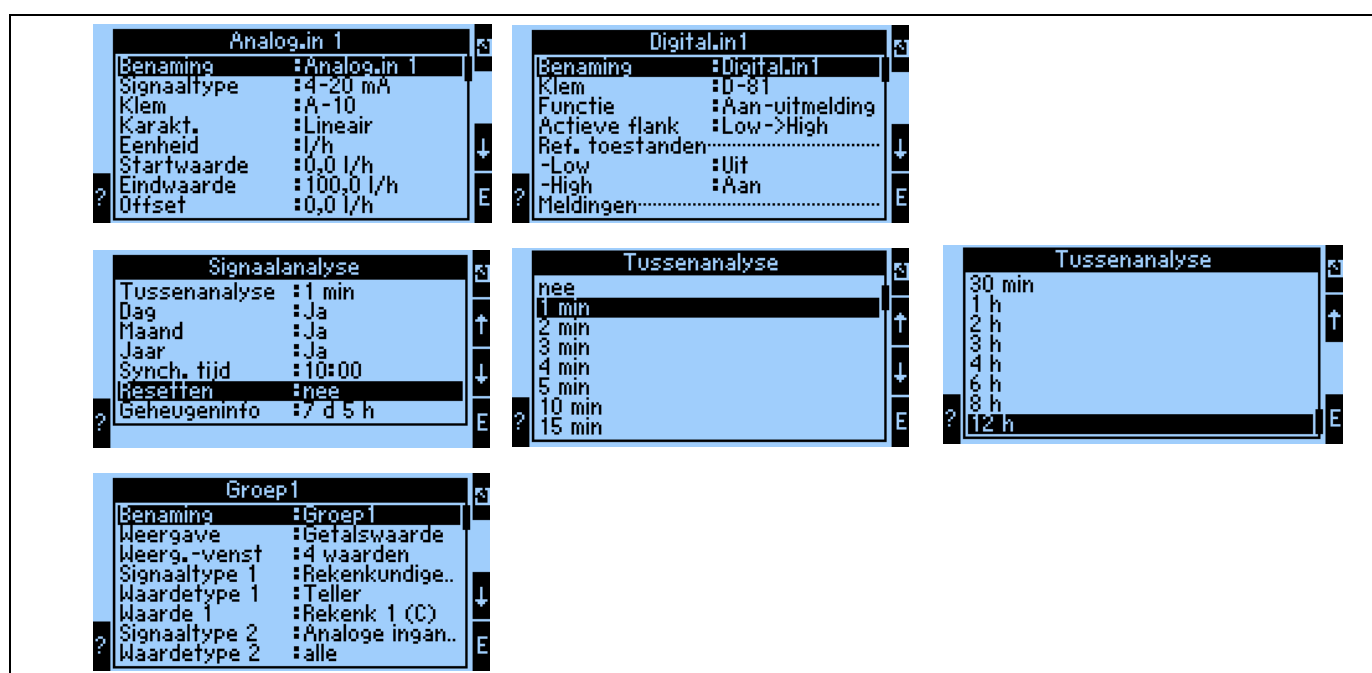 Analog.in 1
Benaming :Analog.in 1
Signaaltype :4-20 mA
Klem :A-10
Karakt. :Lineair
Eenheid :l/h
Startwaarde :0,0 l/h
Eindwaarde :100,0 l/h
Offset :0,0 l/h
↓
? E
Digital.in1
Benaming :Digital.in1
Klem :D-81
Functie :Aan-uitmelding
Actieve flank :Low->High
Ref. toestanden
-Low :Uit
-High :Aan
Meldingen
↓
? E
Signaalanalyse
Tussenanalyse :1 min
Dag :Ja
Maand :Ja
Jaar :Ja
Synch. tijd :10:00
Resetten :nee
Geheugeninfo :7 d 5 h
↑
↓
? E
Tussenanalyse
nee
1 min
2 min
3 min
4 min
5 min
10 min
15 min
↑
↓
? E
Tussenanalyse
30 min
1 h
2 h
3 h
4 h
6 h
8 h
12 h
↑
? E
Groep1
Benaming :Groep1
Weergave :Getalswaarde
Weerg.-venst :4 waarden
Signaaltype 1 :Rekenkundige..
Waardetype 1 :Teller
Waarde 1 :Rekenk 1 (C)
Signaaltype 2 :Analoge ingan..
Waardetype 2 :alle
↓
? E